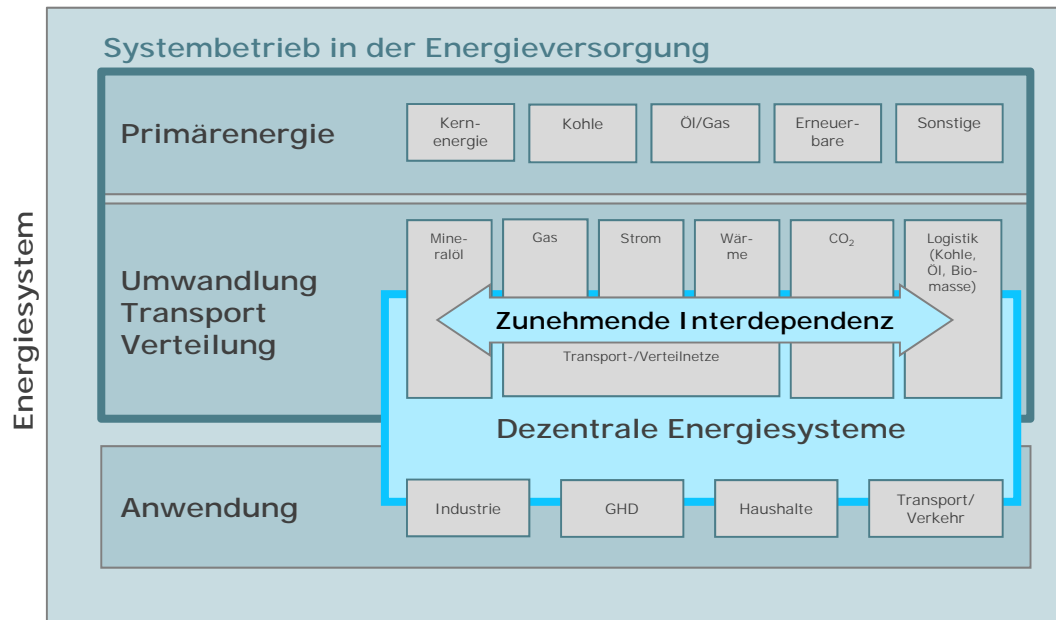 Systembetrieb in der Energieversorgung
Energiesystem
Primärenergie
Kern-
energie
Kohle
Öl/Gas
Erneuer-
bare
Sonstige
Umwandlung
Transport
Verteilung
Mine-
ralöl
Gas
Strom
Wär-
me
CO₂
Logistik
(Kohle,
Öl, Bio-
masse)
Zunehmende Interdependenz
Transport-/Verteilnetze
Dezentrale Energiesysteme
Anwendung
Industrie
GHD
Haushalte
Transport/
Verkehr